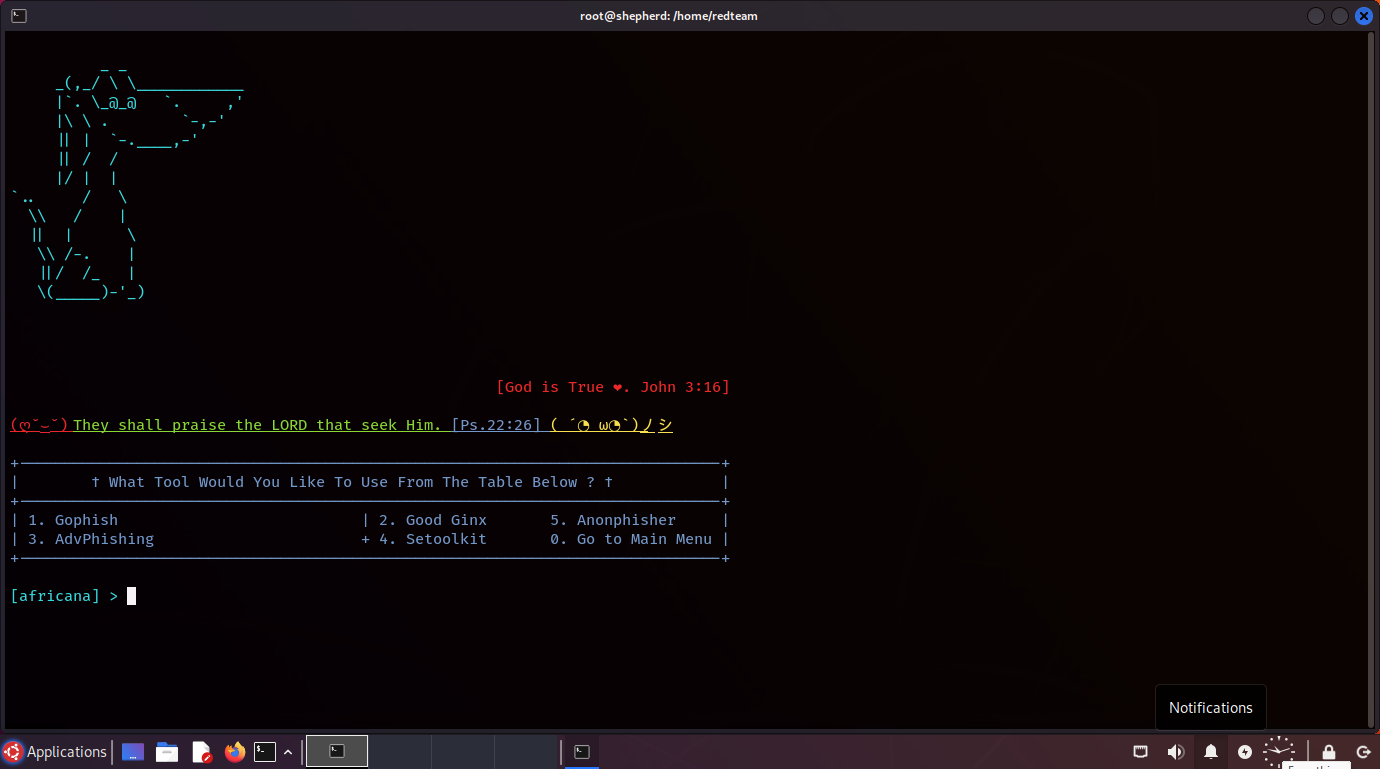 root@shepherd: /home/redteam
[God is True ❤. John 3:16]
(ღ˘⌣˘) They shall praise the LORD that seek Him. [Ps.22:26] ( ´◔ ω◔`)ノシ
† What Tool Would You Like To Use From The Table Below ? †
| 1. Gophish | 2. Good Ginx 5. Anonphisher |
| 3. AdvPhishing + 4. Setoolkit 0. Go to Main Menu |
[africana] >
Notifications
Applications